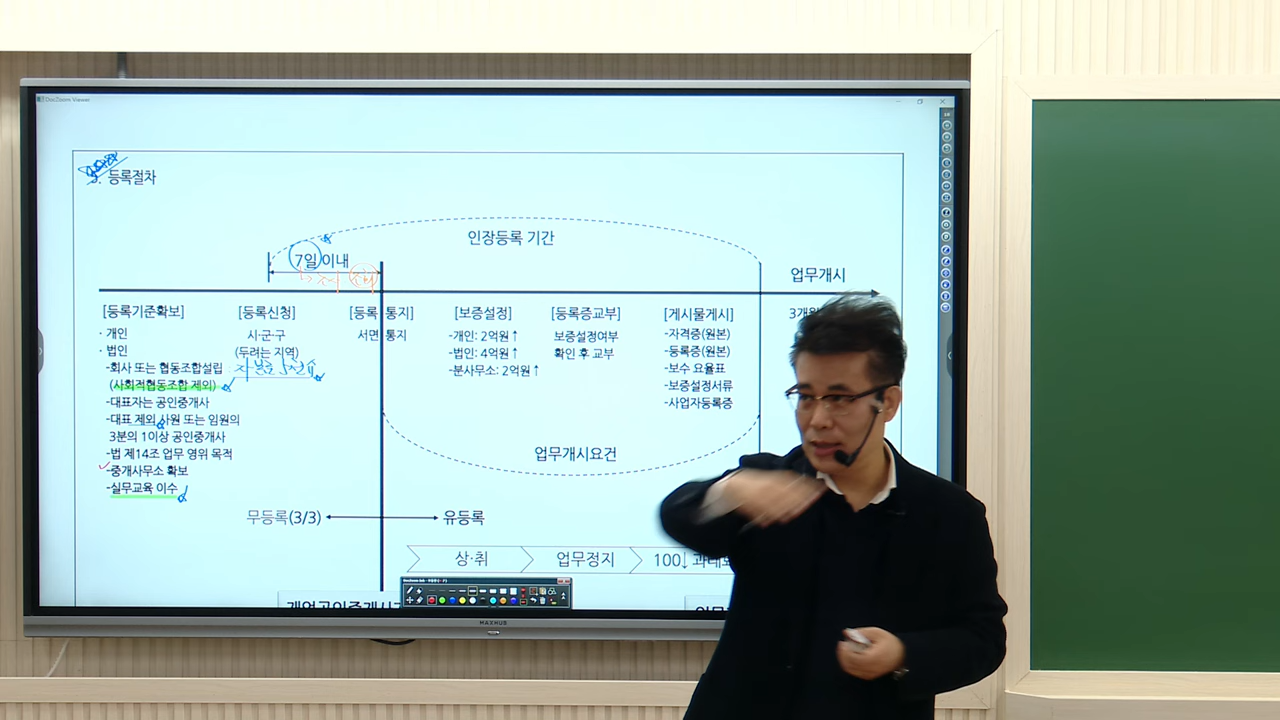 DocZoom Viewer
3. 등록절차
인장등록 기간
7일 이내
업무개시
[등록기준확보]
· 개인
· 법인
-회사 또는 협동조합설립
(사회적협동조합 제외)
-대표자는 공인중개사
-대표 제외 사원 또는 임원의
3분의 1이상 공인중개사
-법 제14조 업무 영위 목적
-중개사무소 확보
-실무교육 이수
[등록신청]
시·군·구
(두려는 지역)
[등록 통지]
서면 통지
[보증설정]
-개인: 2억원↑
-법인: 4억원↑
-분사무소: 2억원↑
[등록증교부]
보증설정여부
확인 후 교부
[게시물게시]
-자격증(원본)
-등록증(원본)
-보수 요율표
-보증설정서류
-사업자등록증
3개월
업무개시요건
무등록(3/3)
유등록
상·취
업무정지
100↓ 과태료
MAXHUB